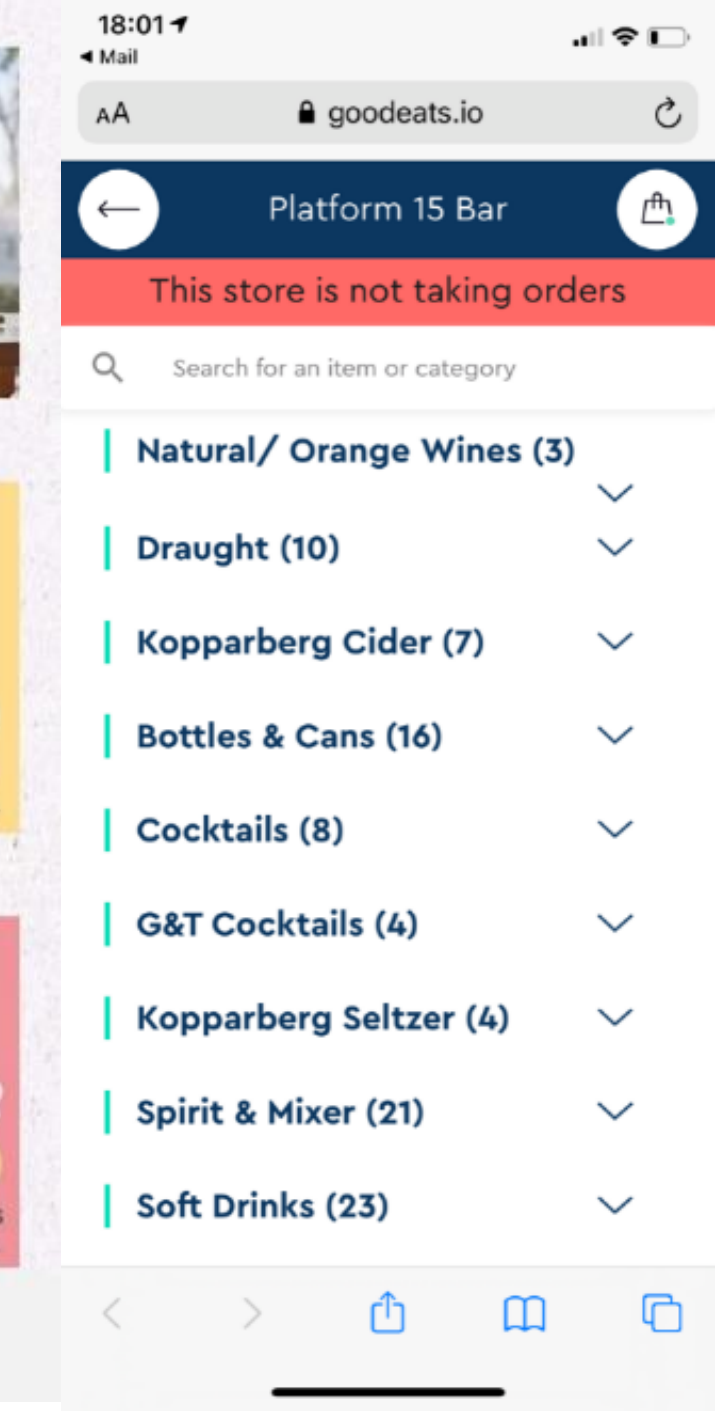 18:01
◀ Mail
AA
goodeats.io
Platform 15 Bar
This store is not taking orders
Search for an item or category
Natural/ Orange Wines (3)
Draught (10)
Kopparberg Cider (7)
Bottles & Cans (16)
Cocktails (8)
G&T Cocktails (4)
Kopparberg Seltzer (4)
Spirit & Mixer (21)
Soft Drinks (23)